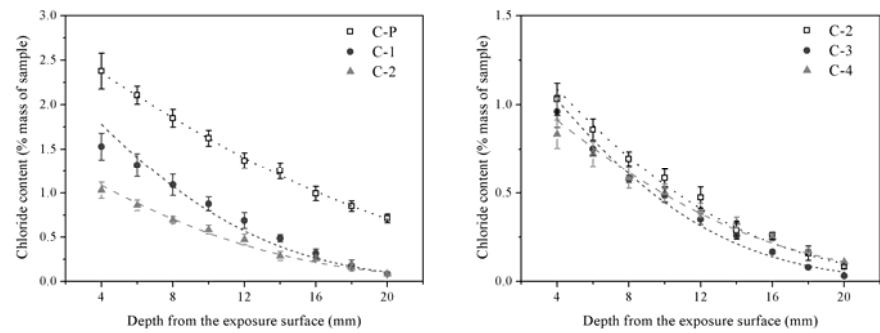 3.0
2.5
2.0
1.5
1.0
0.5
0.0
Chloride content (% mass of sample)
C-P
C-1
C-2
4 6 8 10 12 14 16 18 20
Depth from the exposure surface (mm)
1.5
1.0
0.5
0.0
Chloride content (% mass of sample)
C-2
C-3
C-4
4 6 8 10 12 14 16 18 20
Depth from the exposure surface (mm)